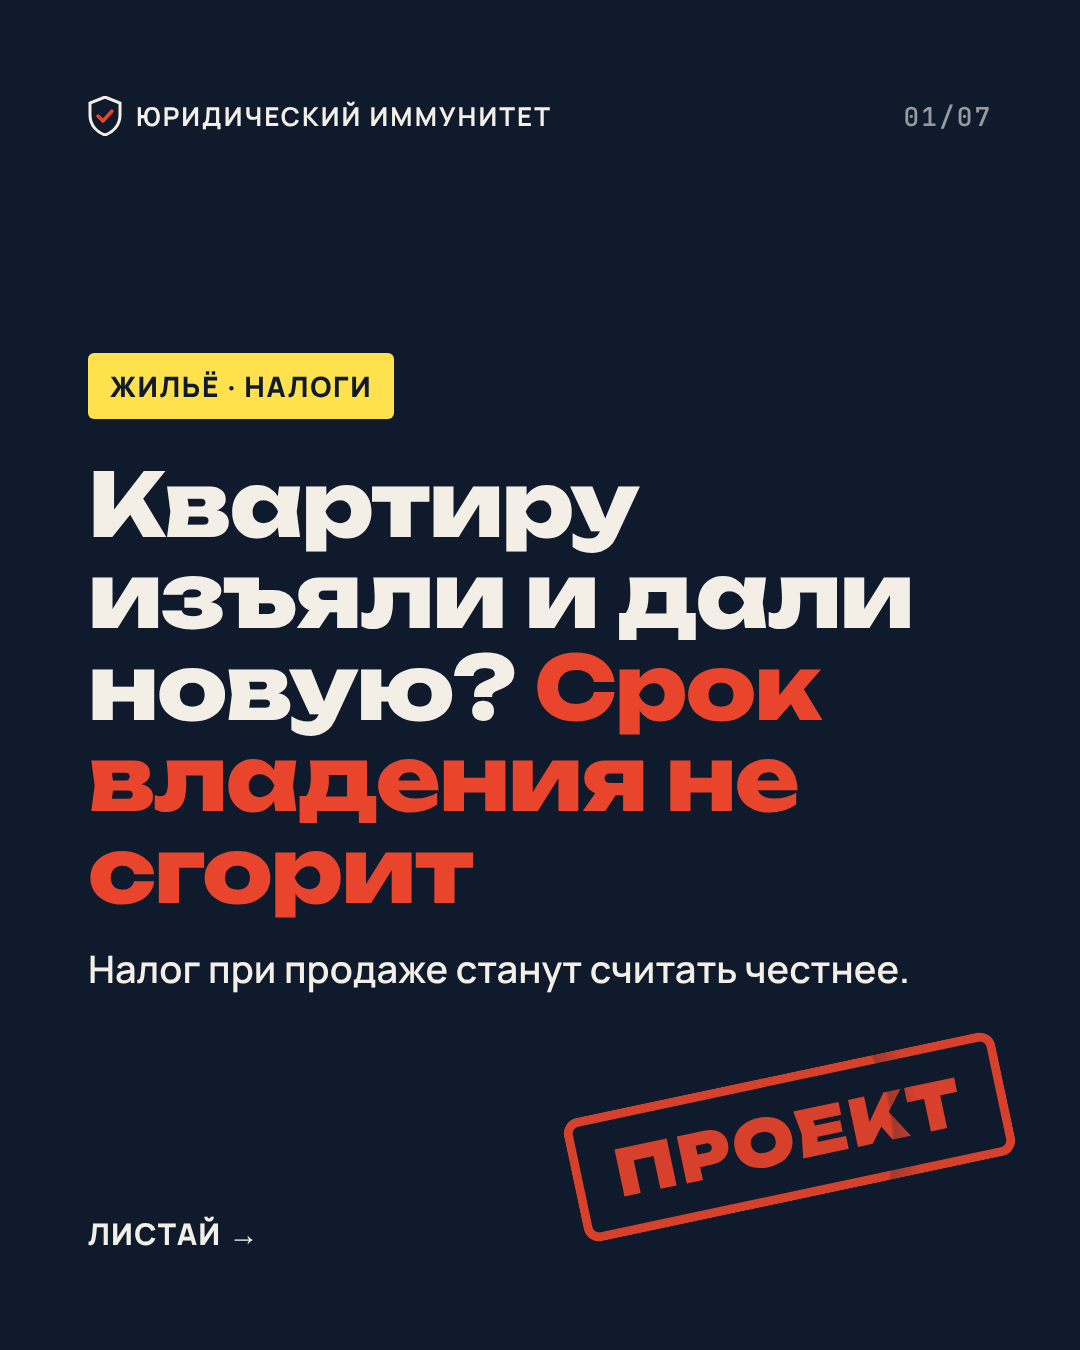 ЮРИДИЧЕСКИЙ ИММУНИТЕТ
01/07
ЖИЛЬЁ · НАЛОГИ
Квартиру
изъяли и дали
новую? Срок
владения не
сгорит
Налог при продаже станут считать честнее.
ПРОЕКТ
ЛИСТАЙ →